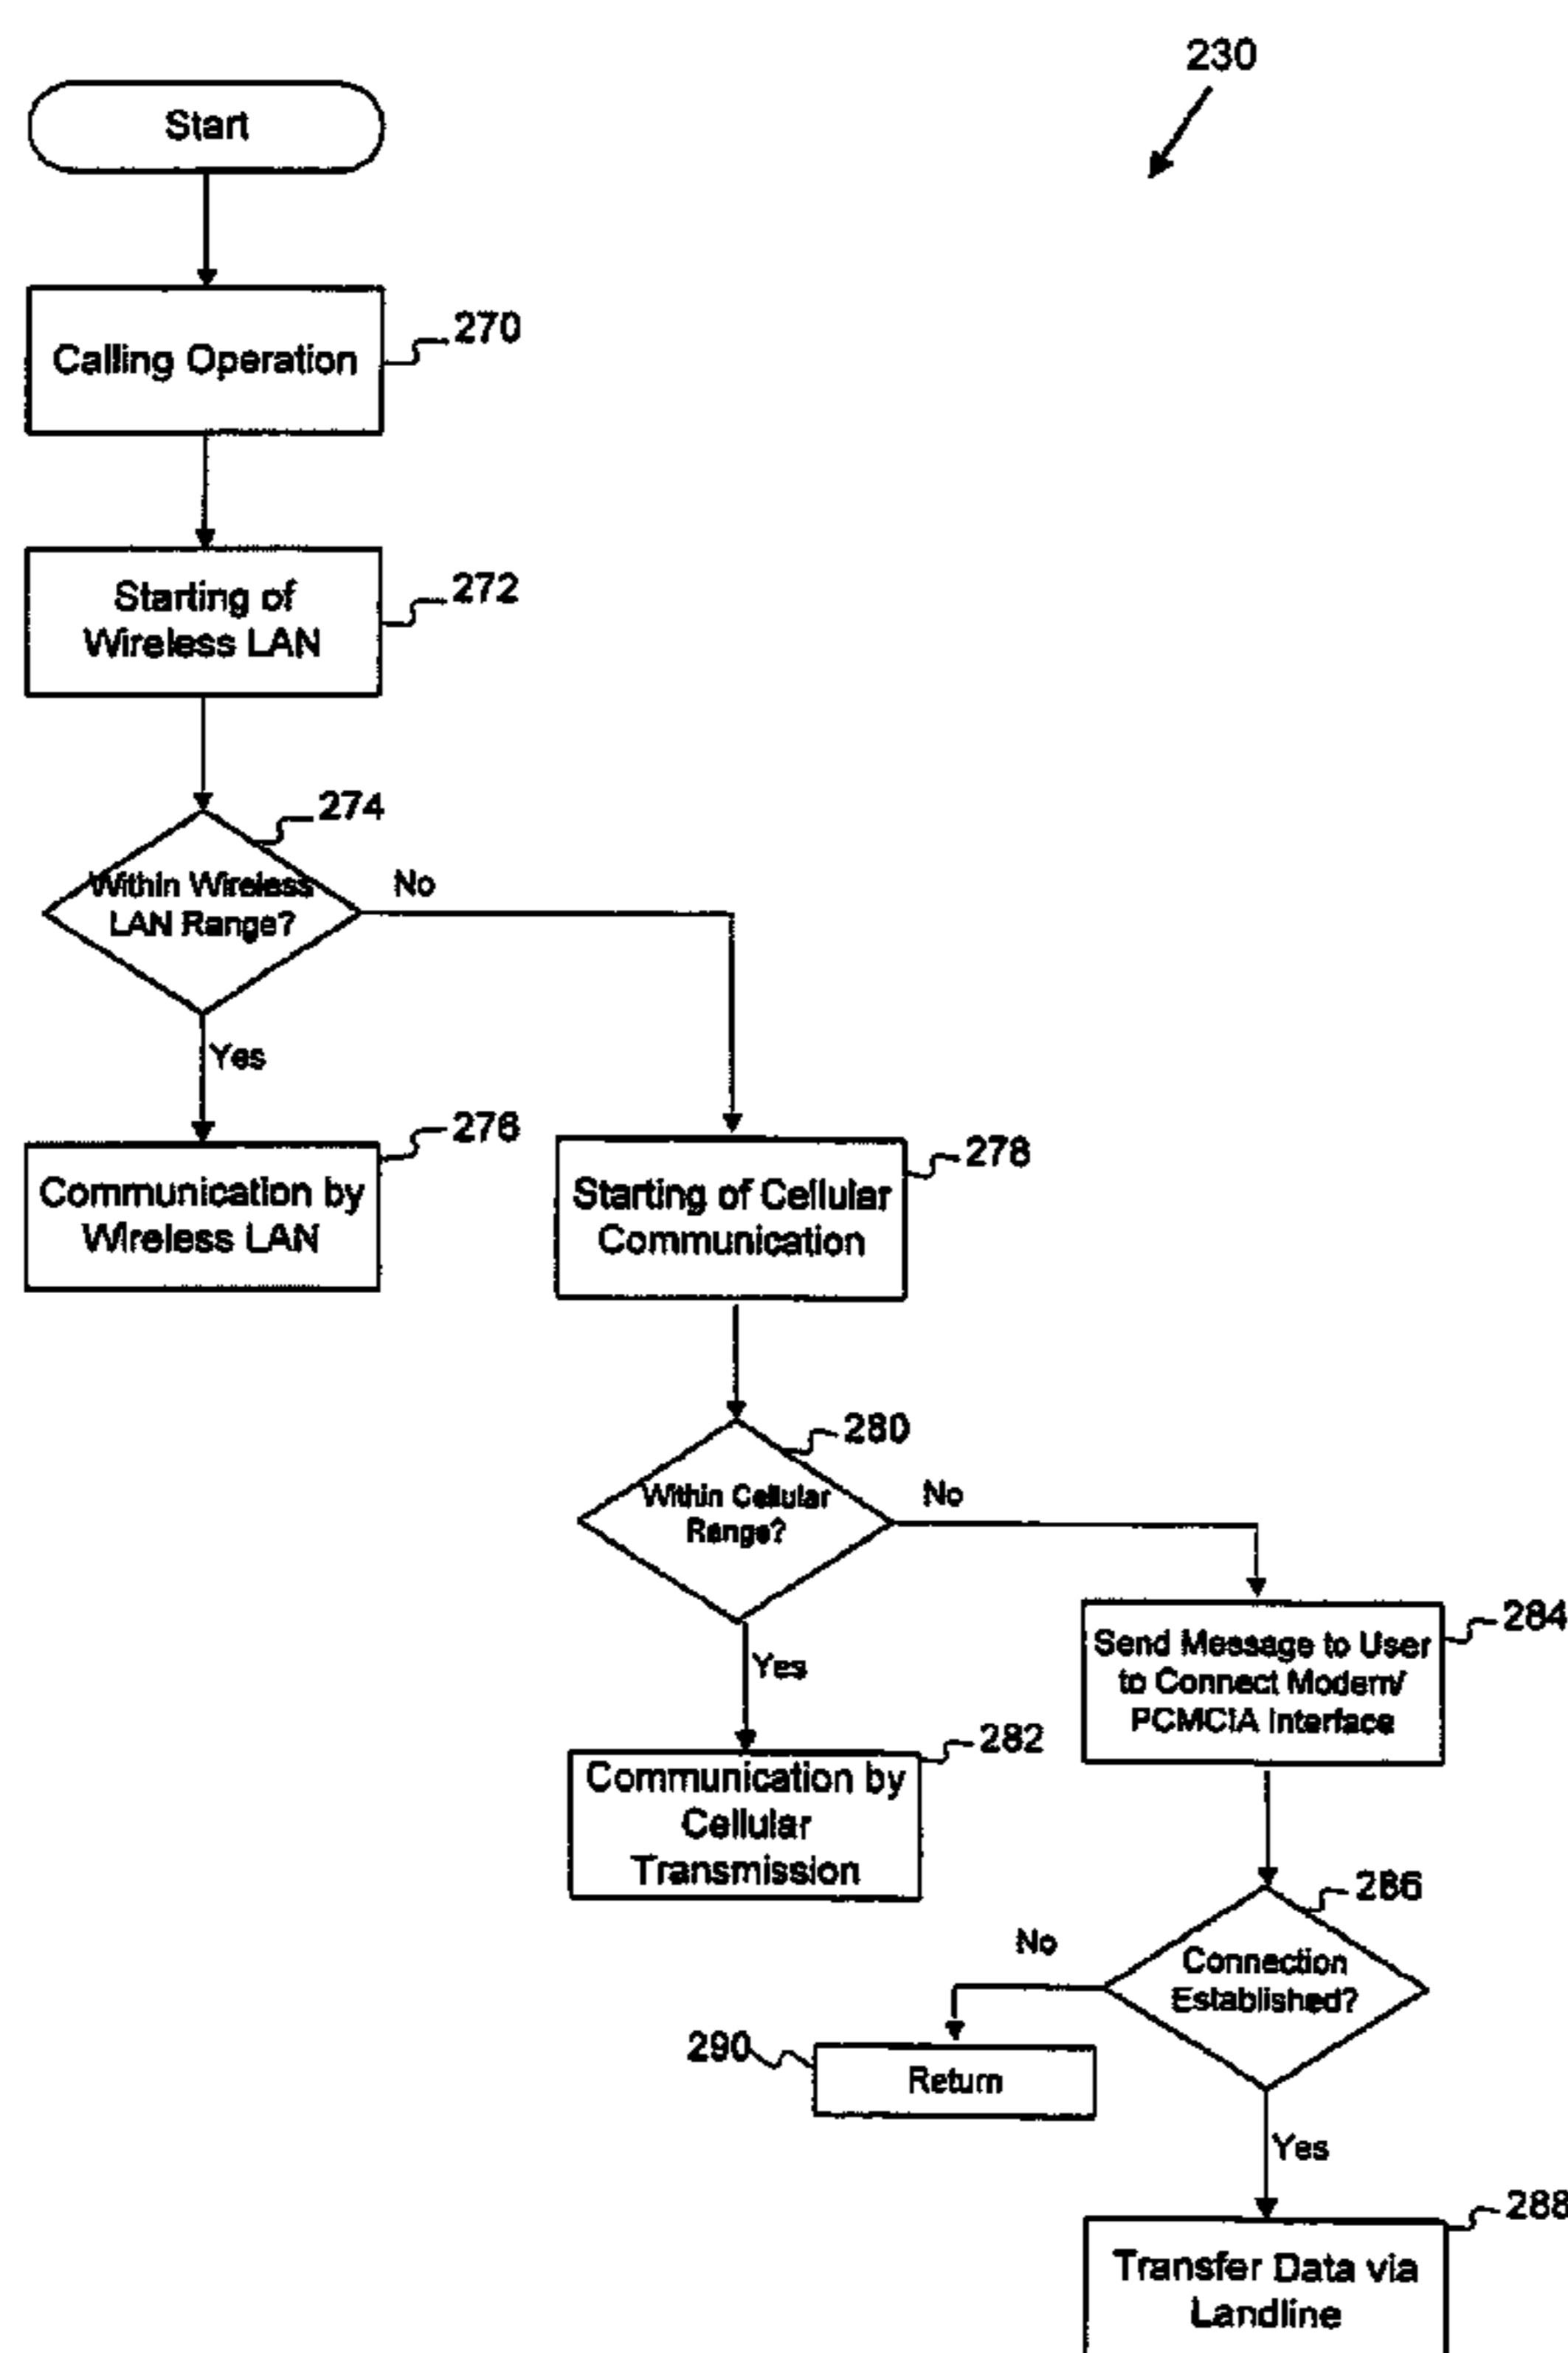 230
Start
Calling Operation
270
Starting of
Wireless LAN
272
274
Within Wireless
LAN Range?
No
Yes
276
Communication by
Wireless LAN
278
Starting of Cellular
Communication
280
Within Cellular
Range?
No
Yes
284
Send Message to User
to Connect Modem/
PCMCIA Interface
282
Communication by
Cellular
Transmission
286
Connection
Established?
No
290
Return
Yes
288
Transfer Data via
Landline